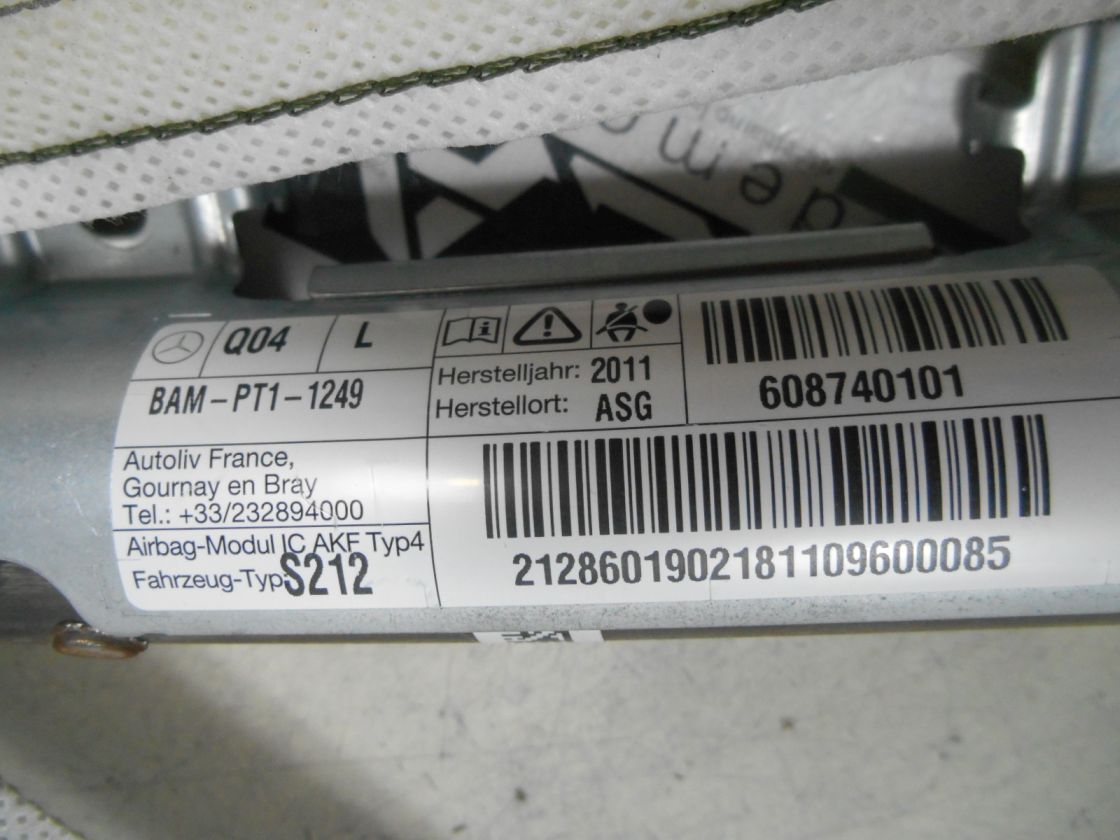 dem
Q04
L
BAM-PT1-1249
Herstelljahr: 2011
Herstellort: ASG
608740101
Autoliv France,
Gournay en Bray
Tel.: +33/232894000
Airbag-Modul IC AKF Typ4
Fahrzeug-Typ S212
2128601902181109600085